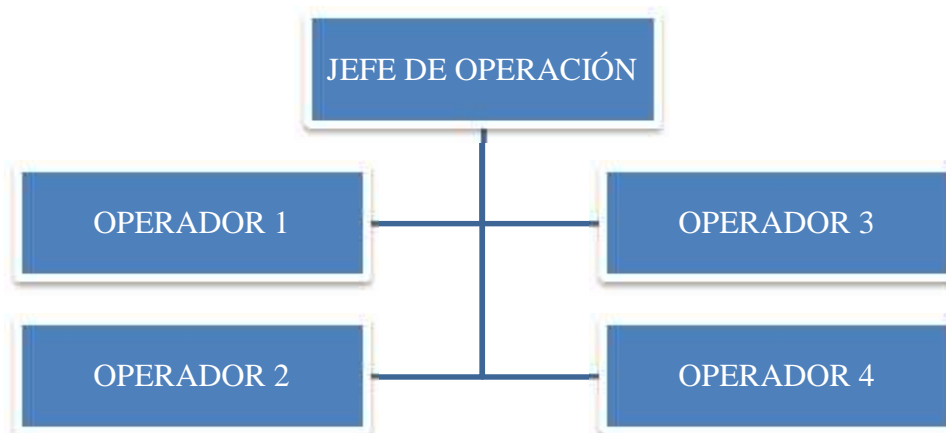 JEFE DE OPERACIÓN
OPERADOR 1
OPERADOR 3
OPERADOR 2
OPERADOR 4